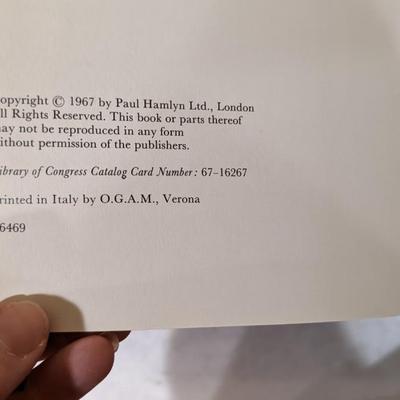 opyright © 1967 by Paul Hamlyn Ltd., London
ll Rights Reserved. This book or parts thereof
ay not be reproduced in any form
ithout permission of the publishers.
ibrary of Congress Catalog Card Number: 67-16267
rinted in Italy by O.G.A.M., Verona
6469